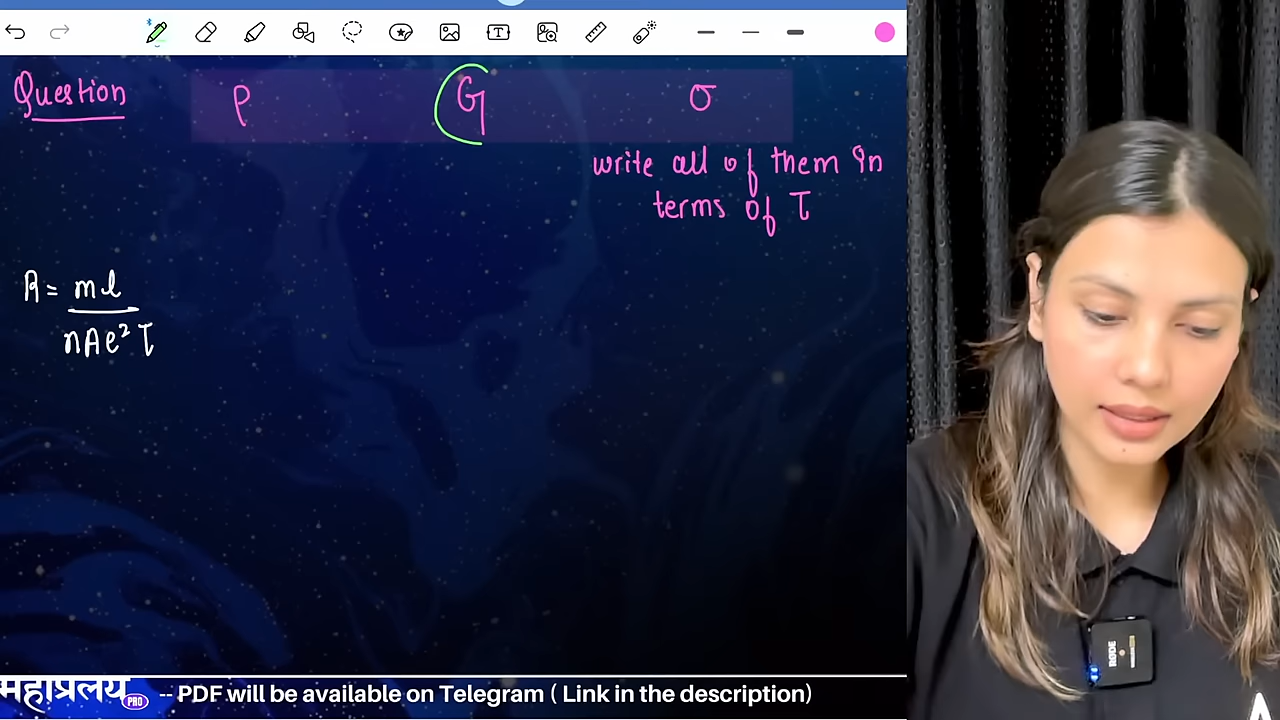 Question ρ G σ
write all of them in
terms of τ
R = ml
nAe² τ
महाप्रलय PRO -- PDF will be available on Telegram ( Link in the description)
RODE